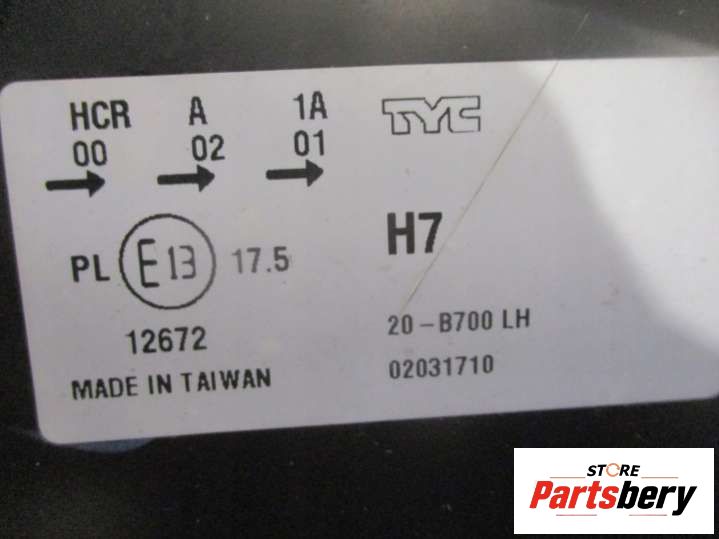 HCR A 1A TYC
00 02 01
→ → →
H7
PL E13 17.5
20-B700 LH
12672
02031710
MADE IN TAIWAN
STORE
Partsbery